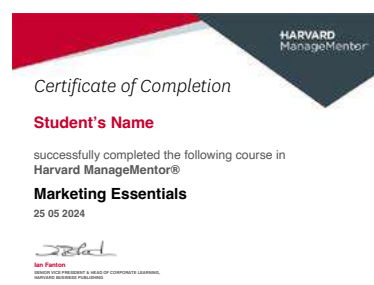 HARVARD
ManageMentor®
Certificate of Completion
Student's Name
successfully completed the following course in
Harvard ManageMentor®
Marketing Essentials
25 05 2024
Ian Fanton
SENIOR VICE PRESIDENT & HEAD OF CORPORATE LEARNING,
HARVARD BUSINESS PUBLISHING